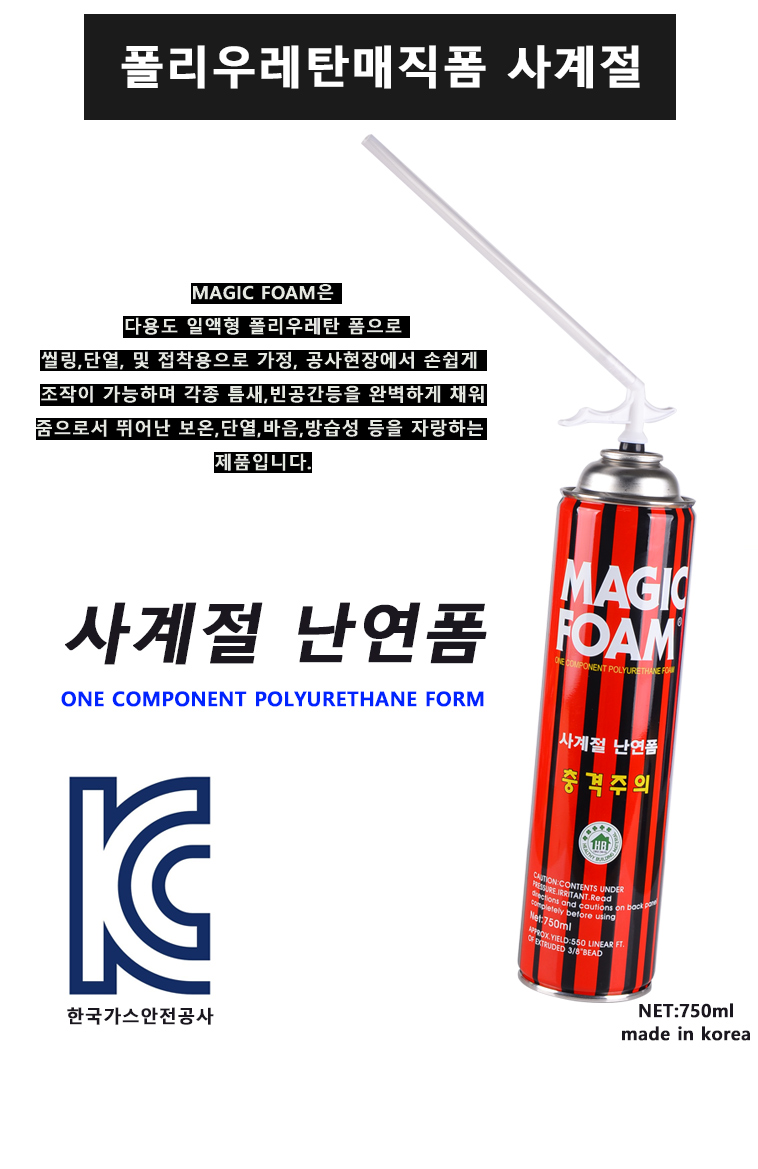 폴리우레탄매직폼 사계절
MAGIC FOAM은
다용도 일액형 폴리우레탄 폼으로
씰링,단열, 및 접착용으로 가정, 공사현장에서 손쉽게
조작이 가능하며 각종 틈새,빈공간등을 완벽하게 채워
줌으로서 뛰어난 보온,단열,바음,방습성 등을 자랑하는
제품입니다.
사계절 난연폼
ONE COMPONENT POLYURETHANE FORM
한국가스안전공사
MAGIC
FOAM®
ONE COMPONENT POLYURETHANE FOAM
사계절 난연폼
충격주의
HB
HEALTHY BUILDING MATERIAL
CAUTION:CONTENTS UNDER
PRESSURE.IRRITANT.Read
directions and cautions on back panel
completely before using
Net:750ml
APPROX.YIELD:550 LINEAR FT.
OF EXTRUDED 3/8"BEAD
NET:750ml
made in korea